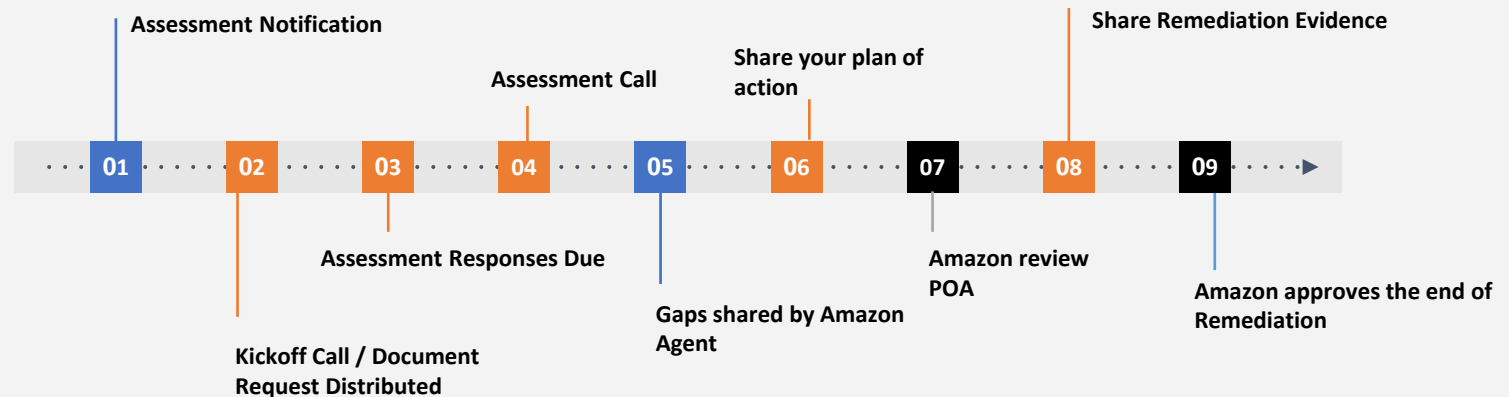 Assessment Notification
Share Remediation Evidence
Assessment Call
Share your plan of
action
01
02
03
04
05
06
07
08
09
Assessment Responses Due
Amazon review
POA
Gaps shared by Amazon
Agent
Amazon approves the end of
Remediation
Kickoff Call / Document
Request Distributed